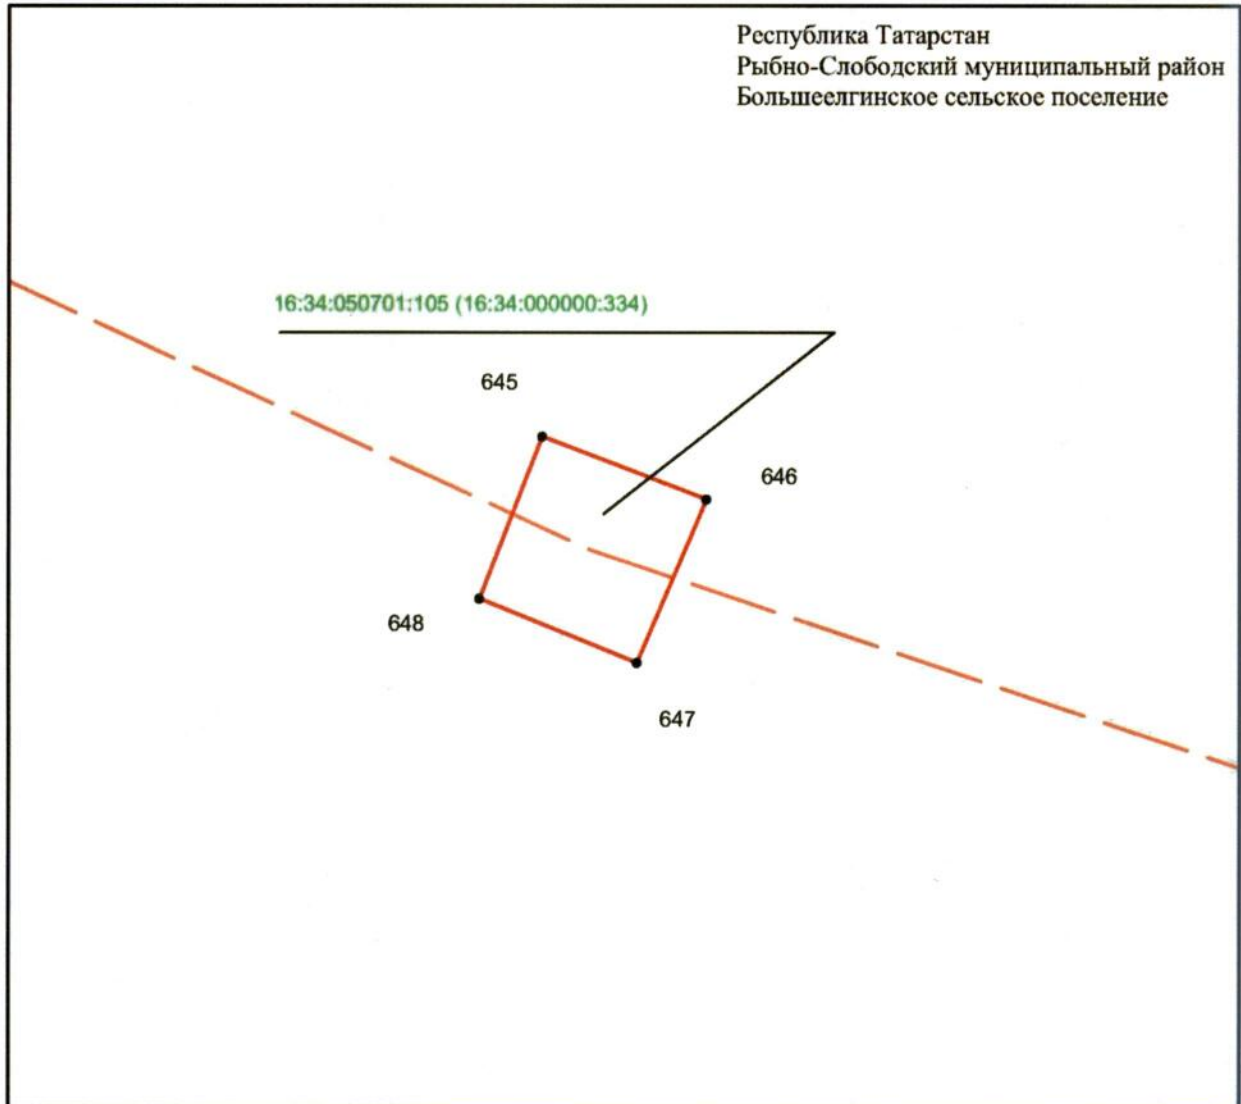 Республика Татарстан
Рыбно-Слободский муниципальный район
Большеелгинское сельское поселение
16:34:050701:105 (16:34:000000:334)
645
646
648
647